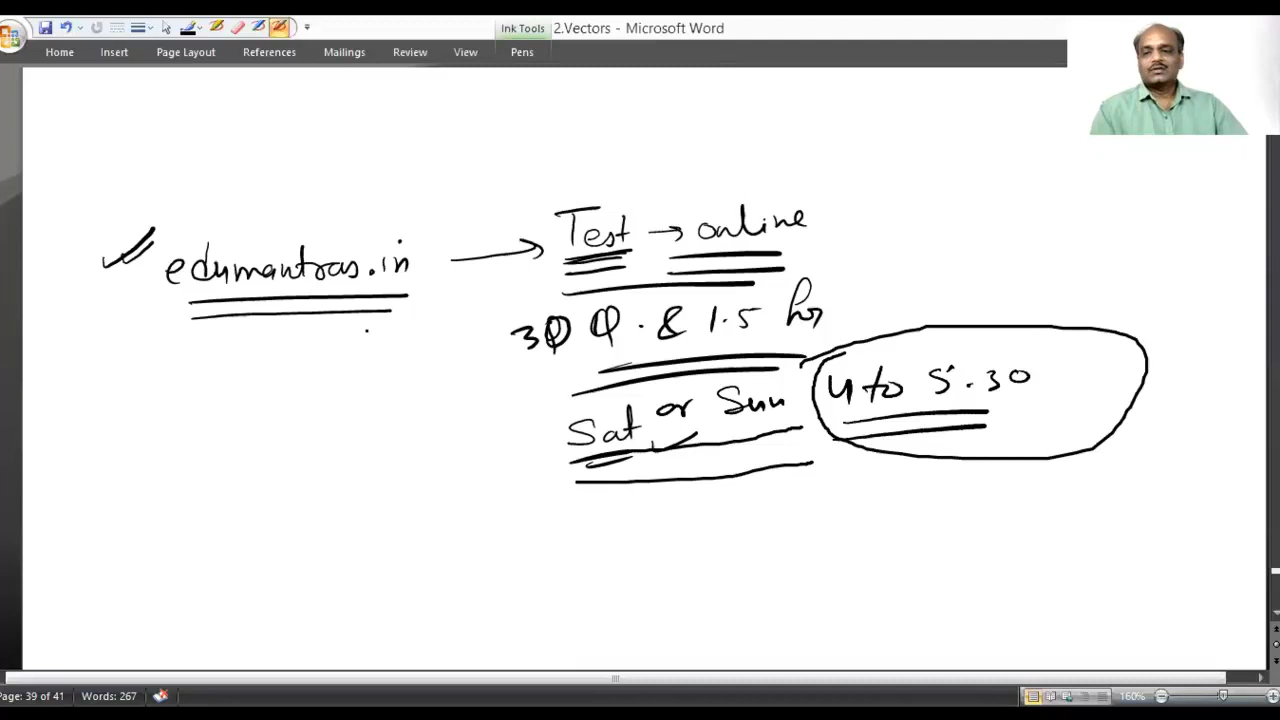 Ink Tools
2.Vectors - Microsoft Word
Home Insert Page Layout References Mailings Review View Pens
edumantras.in → Test → online
30 Q. & 1.5 hr
Sat or Sun
4 to 5.30
Page: 39 of 41 Words: 267 160%